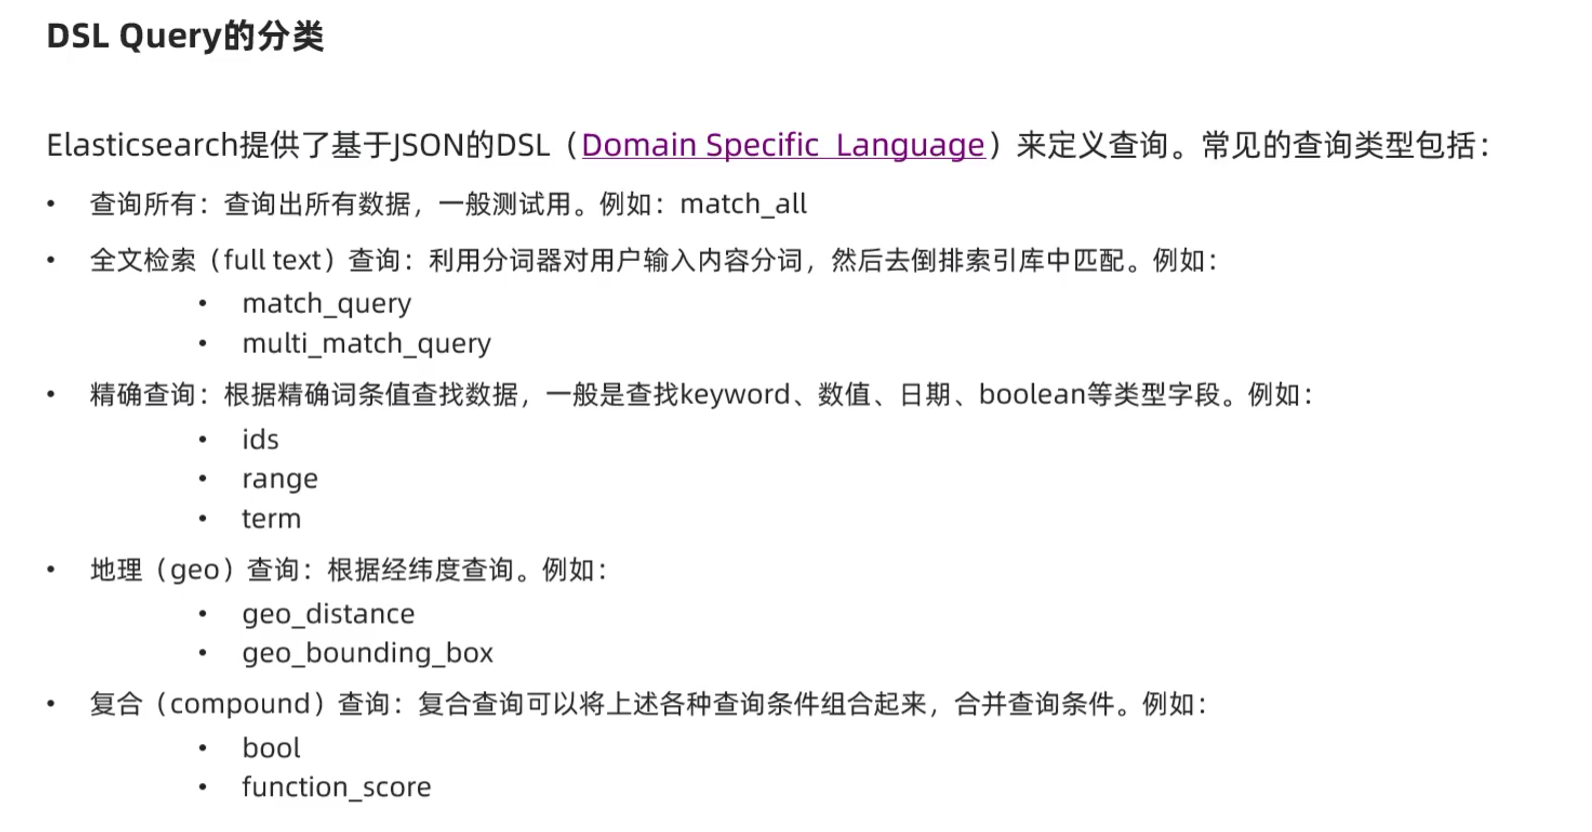 DSL Query的分类
Elasticsearch提供了基于JSON的DSL（Domain Specific Language）来定义查询。常见的查询类型包括：
• 查询所有：查询出所有数据，一般测试用。例如：match_all
• 全文检索（full text）查询：利用分词器对用户输入内容分词，然后去倒排索引库中匹配。例如：
• match_query
• multi_match_query
• 精确查询：根据精确词条值查找数据，一般是查找keyword、数值、日期、boolean等类型字段。例如：
• ids
• range
• term
• 地理（geo）查询：根据经纬度查询。例如：
• geo_distance
• geo_bounding_box
• 复合（compound）查询：复合查询可以将上述各种查询条件组合起来，合并查询条件。例如：
• bool
• function_score